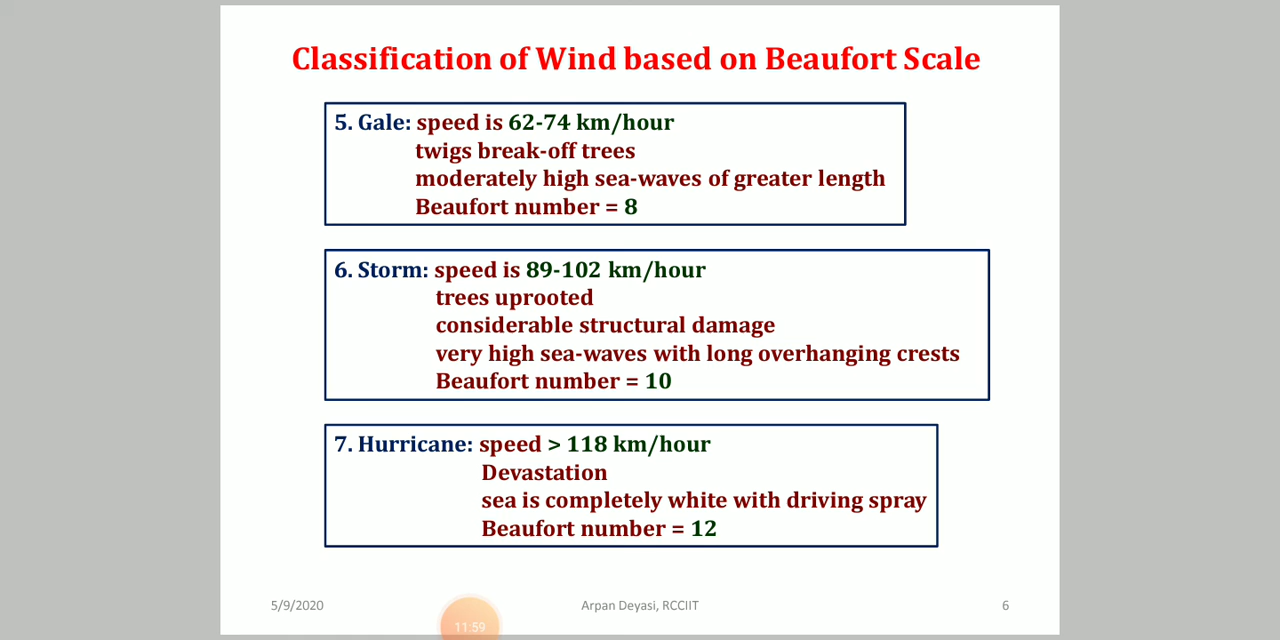 Classification of Wind based on Beaufort Scale
5. Gale: speed is 62-74 km/hour
twigs break-off trees
moderately high sea-waves of greater length
Beaufort number = 8
6. Storm: speed is 89-102 km/hour
trees uprooted
considerable structural damage
very high sea-waves with long overhanging crests
Beaufort number = 10
7. Hurricane: speed > 118 km/hour
Devastation
sea is completely white with driving spray
Beaufort number = 12
5/9/2020
Arpan Deyasi, RCCIIT
6
11:59